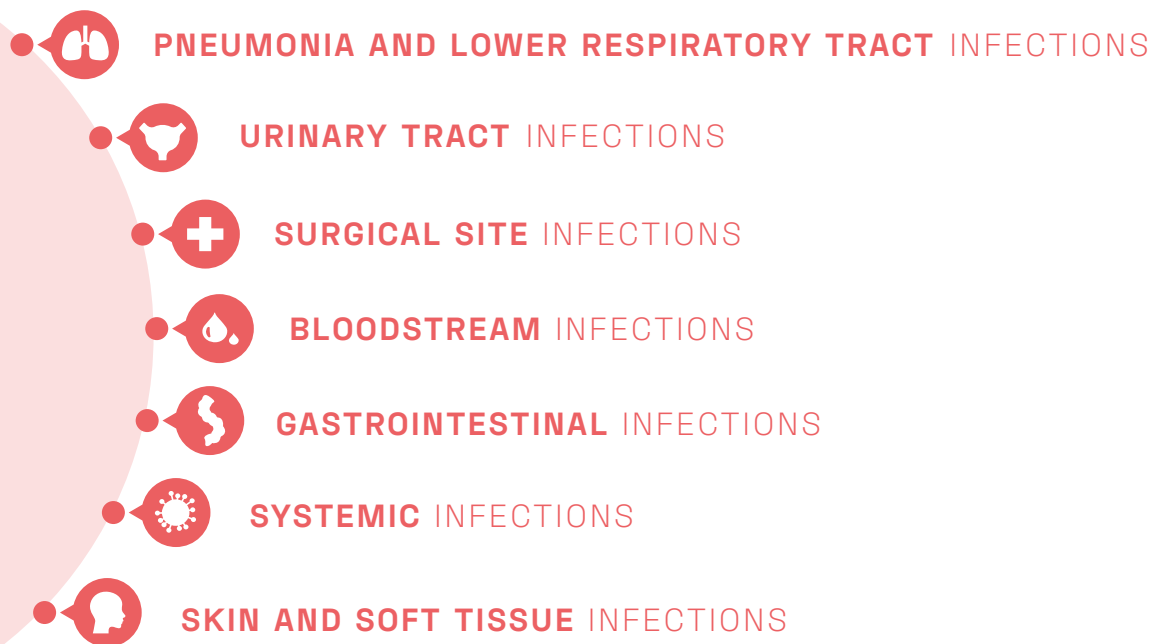 PNEUMONIA AND LOWER RESPIRATORY TRACT INFECTIONS
URINARY TRACT INFECTIONS
SURGICAL SITE INFECTIONS
BLOODSTREAM INFECTIONS
GASTROINTESTINAL INFECTIONS
SYSTEMIC INFECTIONS
SKIN AND SOFT TISSUE INFECTIONS